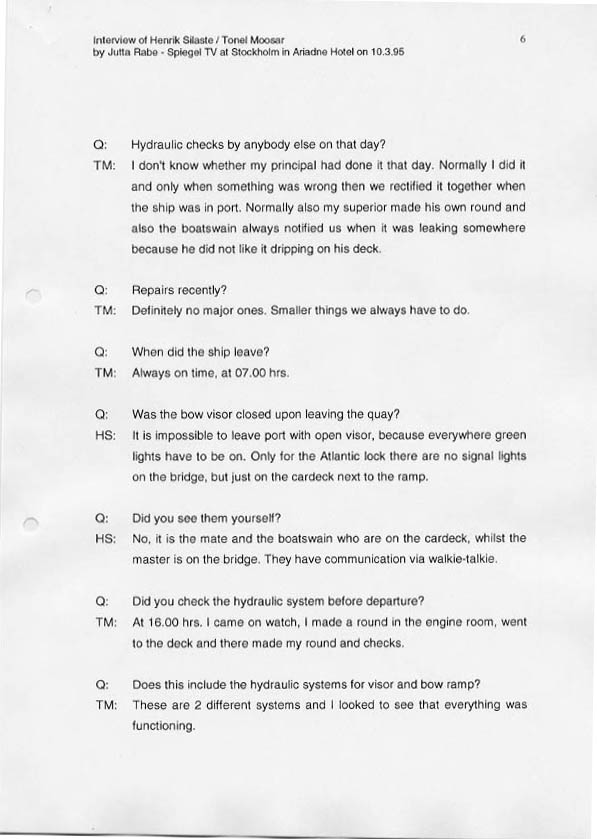 Interview of Henrik Silaste / Tonel Moosar
by Jutta Rabe - Spiegel TV at Stockholm in Ariadne Hotel on 10.3.95
6
Q: Hydraulic checks by anybody else on that day?
TM: I don't know whether my principal had done it that day. Normally I did it
and only when something was wrong then we rectified it together when
the ship was in port. Normally also my superior made his own round and
also the boatswain always notified us when it was leaking somewhere
because he did not like it dripping on his deck.
Q: Repairs recently?
TM: Definitely no major ones. Smaller things we always have to do.
Q: When did the ship leave?
TM: Always on time, at 07.00 hrs.
Q: Was the bow visor closed upon leaving the quay?
HS: It is impossible to leave port with open visor, because everywhere green
lights have to be on. Only for the Atlantic lock there are no signal lights
on the bridge, but just on the cardeck next to the ramp.
Q: Did you see them yourself?
HS: No, it is the mate and the boatswain who are on the cardeck, whilst the
master is on the bridge. They have communication via walkie-talkie.
Q: Did you check the hydraulic system before departure?
TM: At 16.00 hrs. I came on watch, I made a round in the engine room, went
to the deck and there made my round and checks.
Q: Does this include the hydraulic systems for visor and bow ramp?
TM: These are 2 different systems and I looked to see that everything was
functioning.